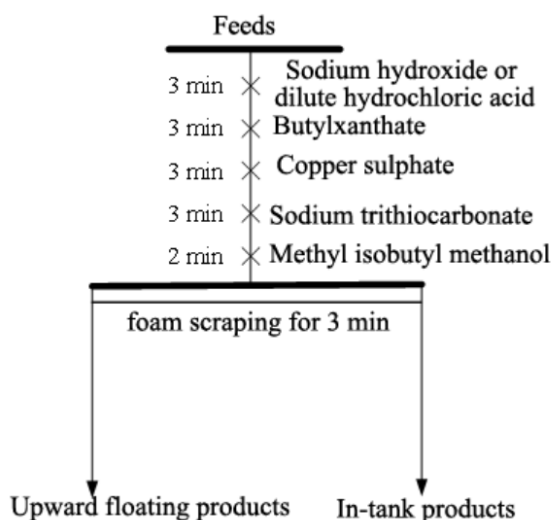 Feeds
3 min
Sodium hydroxide or
dilute hydrochloric acid
3 min
Butylxanthate
3 min
Copper sulphate
3 min
Sodium trithiocarbonate
2 min
Methyl isobutyl methanol
foam scraping for 3 min
Upward floating products
In-tank products